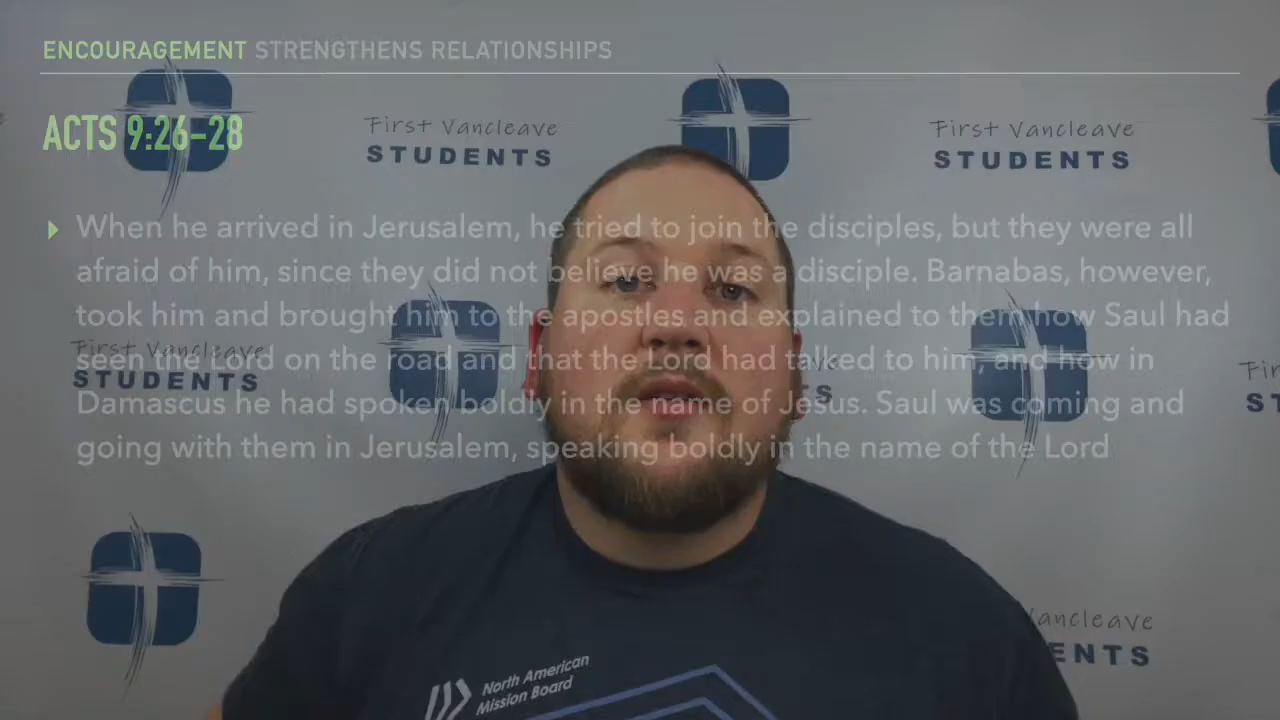 ENCOURAGEMENT STRENGTHENS RELATIONSHIPS
ACTS 9:26–28
When he arrived in Jerusalem, he tried to join the disciples, but they were all
afraid of him, since they did not believe he was a disciple. Barnabas, however,
took him and brought him to the apostles and explained to them how Saul had
seen the Lord on the road and that the Lord had talked to him, and how in
Damascus he had spoken boldly in the name of Jesus. Saul was coming and
going with them in Jerusalem, speaking boldly in the name of the Lord
First Vancleave
STUDENTS
First Vancleave
STUDENTS
First Vancleave
STUDENTS
Vancleave
North American
Mission Board